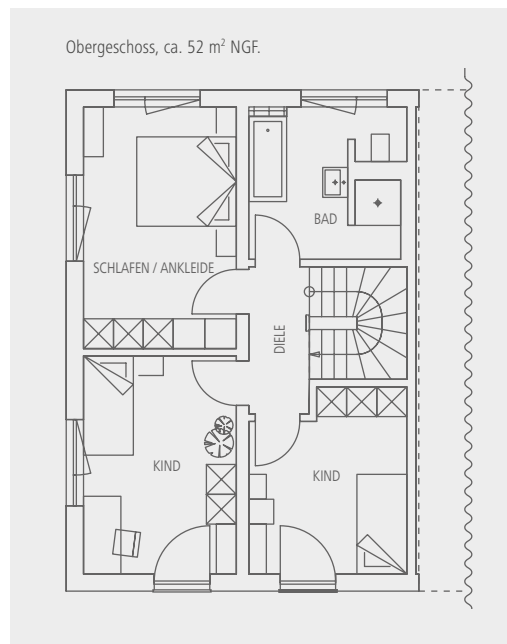 Obergeschoss, ca. 52 m² NGF.
BAD
SCHLAFEN / ANKLEIDE
DIELE
KIND
KIND